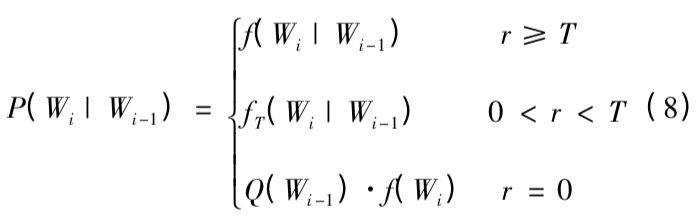 f( W_i | W_{i-1} )    r ⩾ T
P( W_i | W_{i-1} ) = { f_T( W_i | W_{i-1} )    0 < r < T (8)
Q( W_{i-1} ) · f( W_i )    r = 0